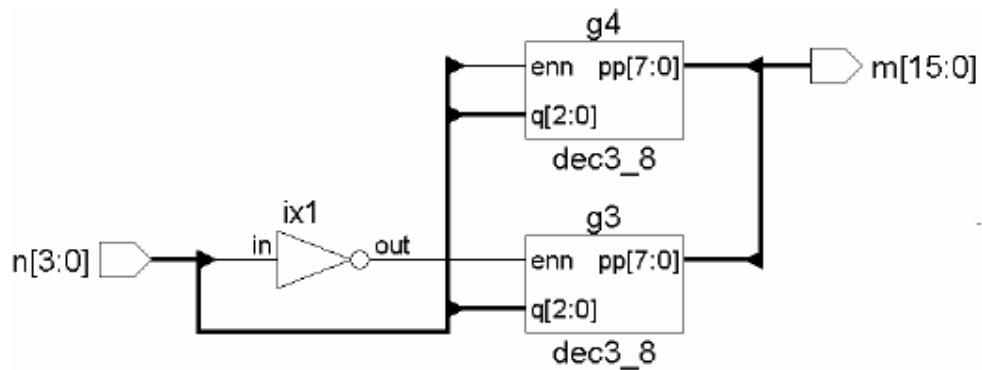 g4
enn pp[7:0]
q[2:0]
dec3_8
m[15:0]
ix1
in out
n[3:0]
g3
enn pp[7:0]
q[2:0]
dec3_8